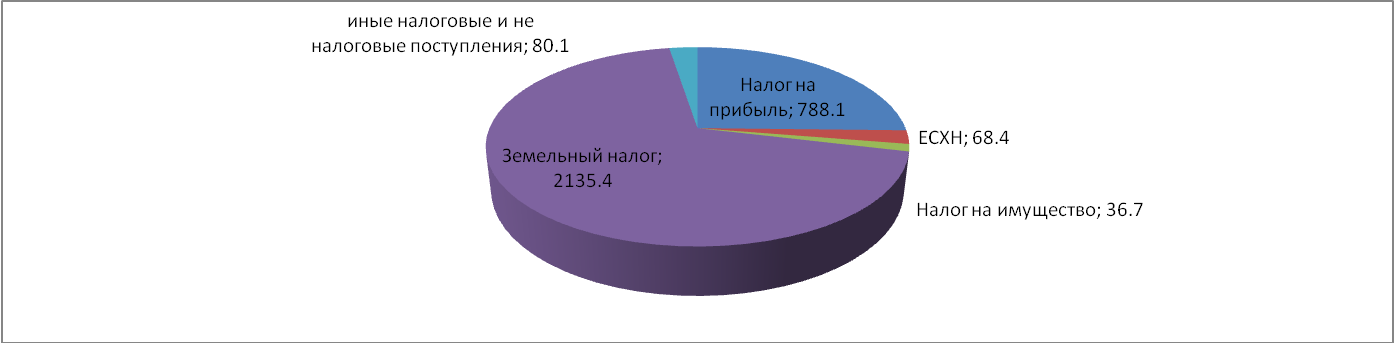 иные налоговые и не
налоговые поступления; 80.1
Налог на
прибыль; 788.1
ЕСХН; 68.4
Земельный налог;
2135.4
Налог на имущество; 36.7